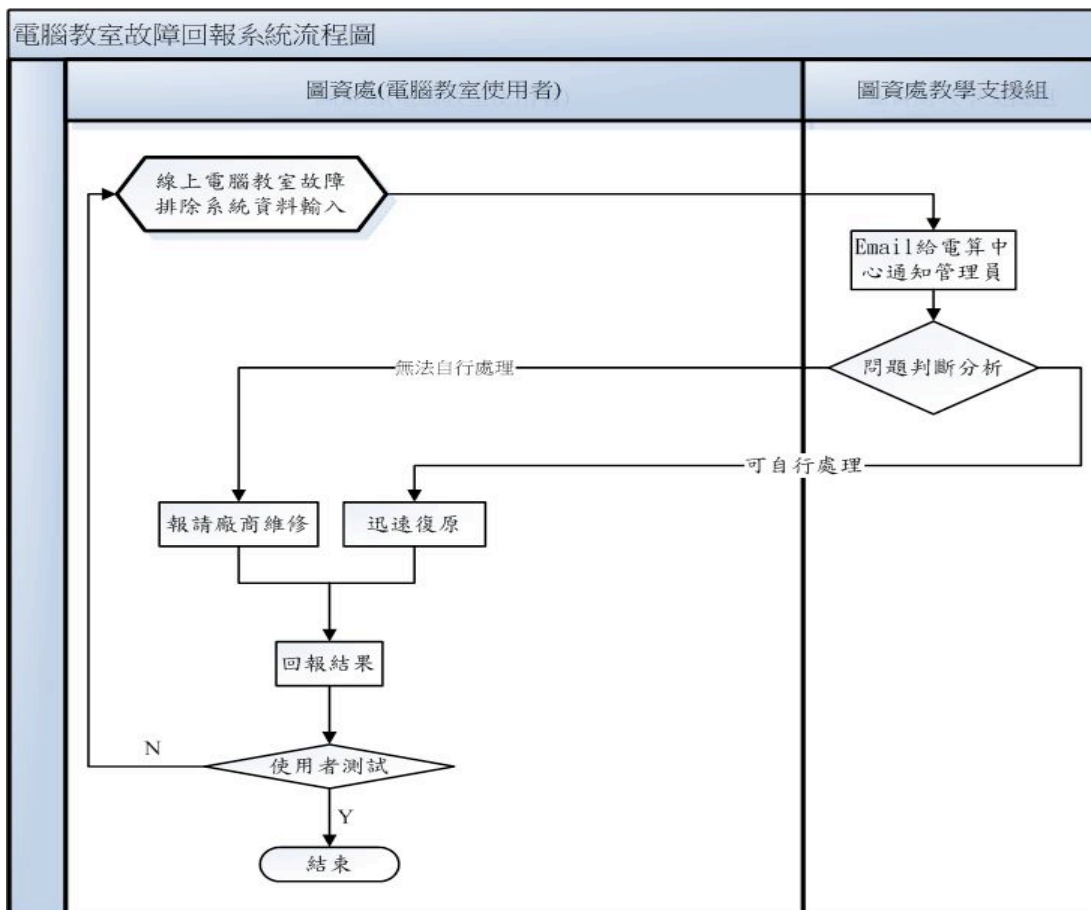 電腦教室故障回報系統流程圖
圖資處(電腦教室使用者)
圖資處教學支援組
線上電腦教室故障
排除系統資料輸入
Email給電算中
心通知管理員
問題判斷分析
無法自行處理
可自行處理
報請廠商維修
迅速復原
回報結果
使用者測試
N
Y
結束